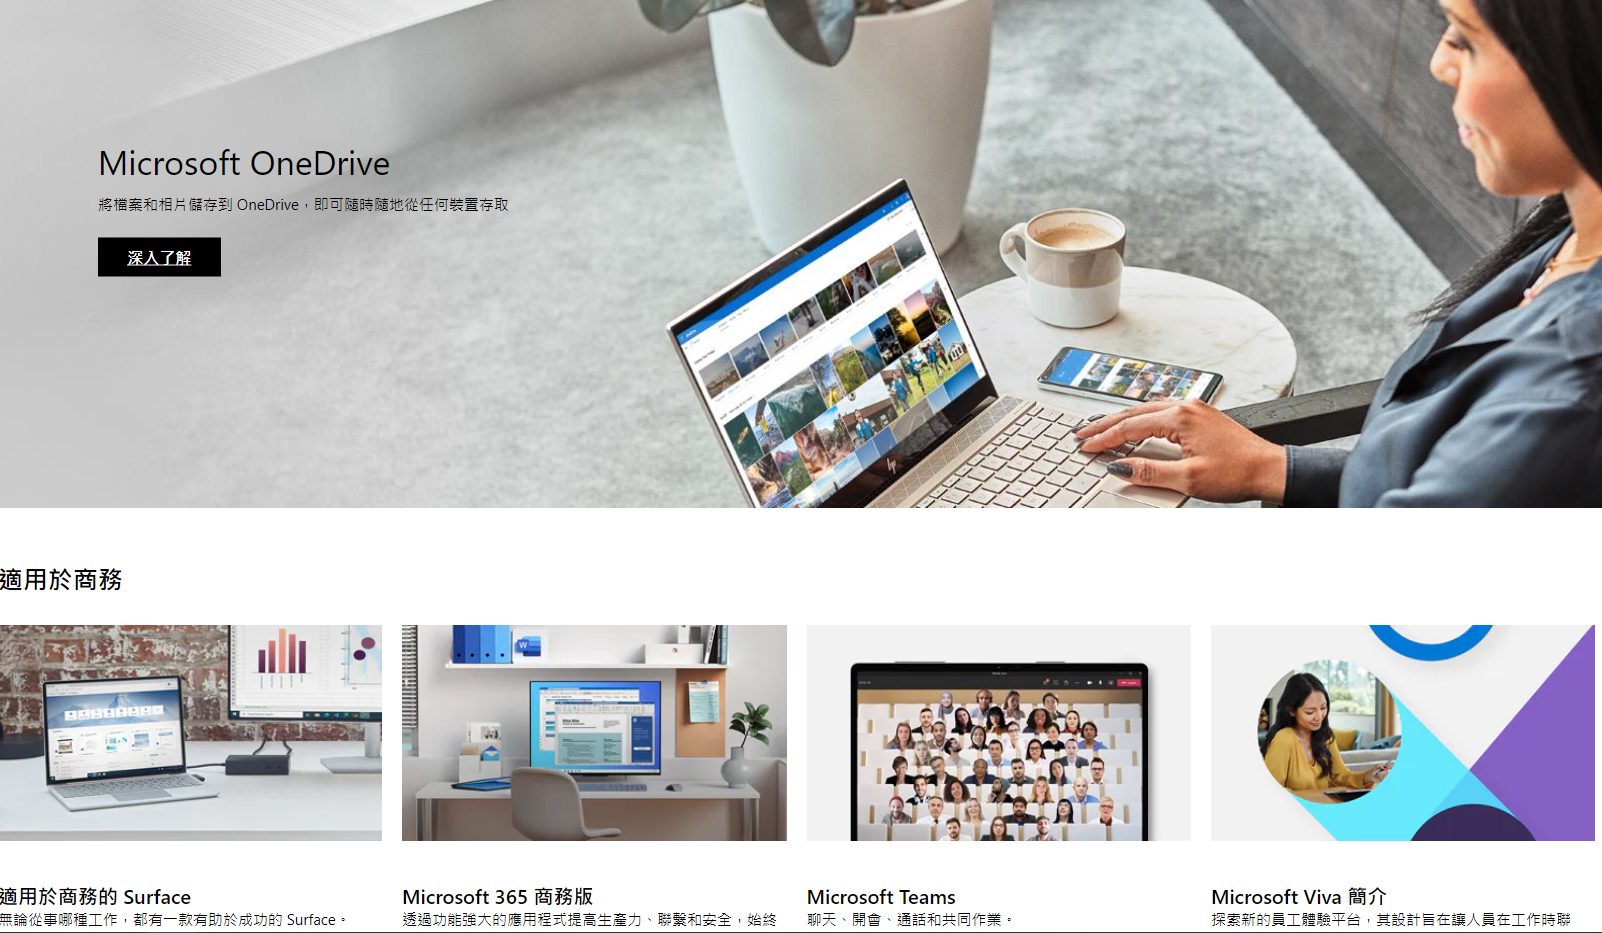 Microsoft OneDrive
將檔案和相片儲存到 OneDrive，即可隨時隨地從任何裝置存取
深入了解
適用於商務
適用於商務的 Surface
無論從事哪種工作，都有一款有助於成功的 Surface。
Microsoft 365 商務版
透過功能強大的應用程式提高生產力、聯繫和安全，始終
Microsoft Teams
聊天、開會、通話和共同作業。
Microsoft Viva 簡介
探索新的員工體驗平台，其設計旨在讓人員在工作時聯